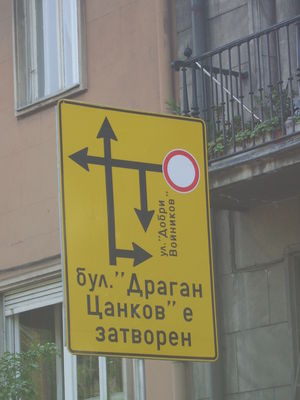 ул."Добри
Войников"
бул."Драган
Цанков" е
затворен